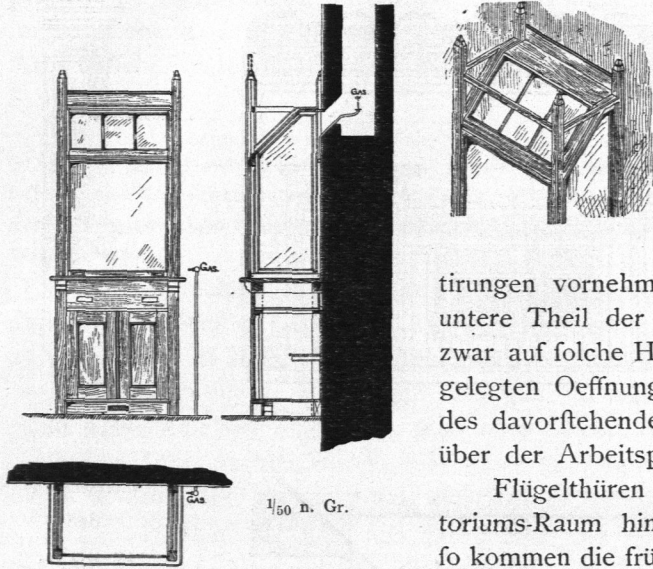 GAS.
GAS.
GAS.
¹/₅₀ n. Gr.
tirungen vornehm
untere Theil der
zwar auf ſolche H
gelegten Oeffnung
des davorſtehende
über der Arbeitsp
Flügelthüren
toriums-Raum hin
ſo kommen die frü